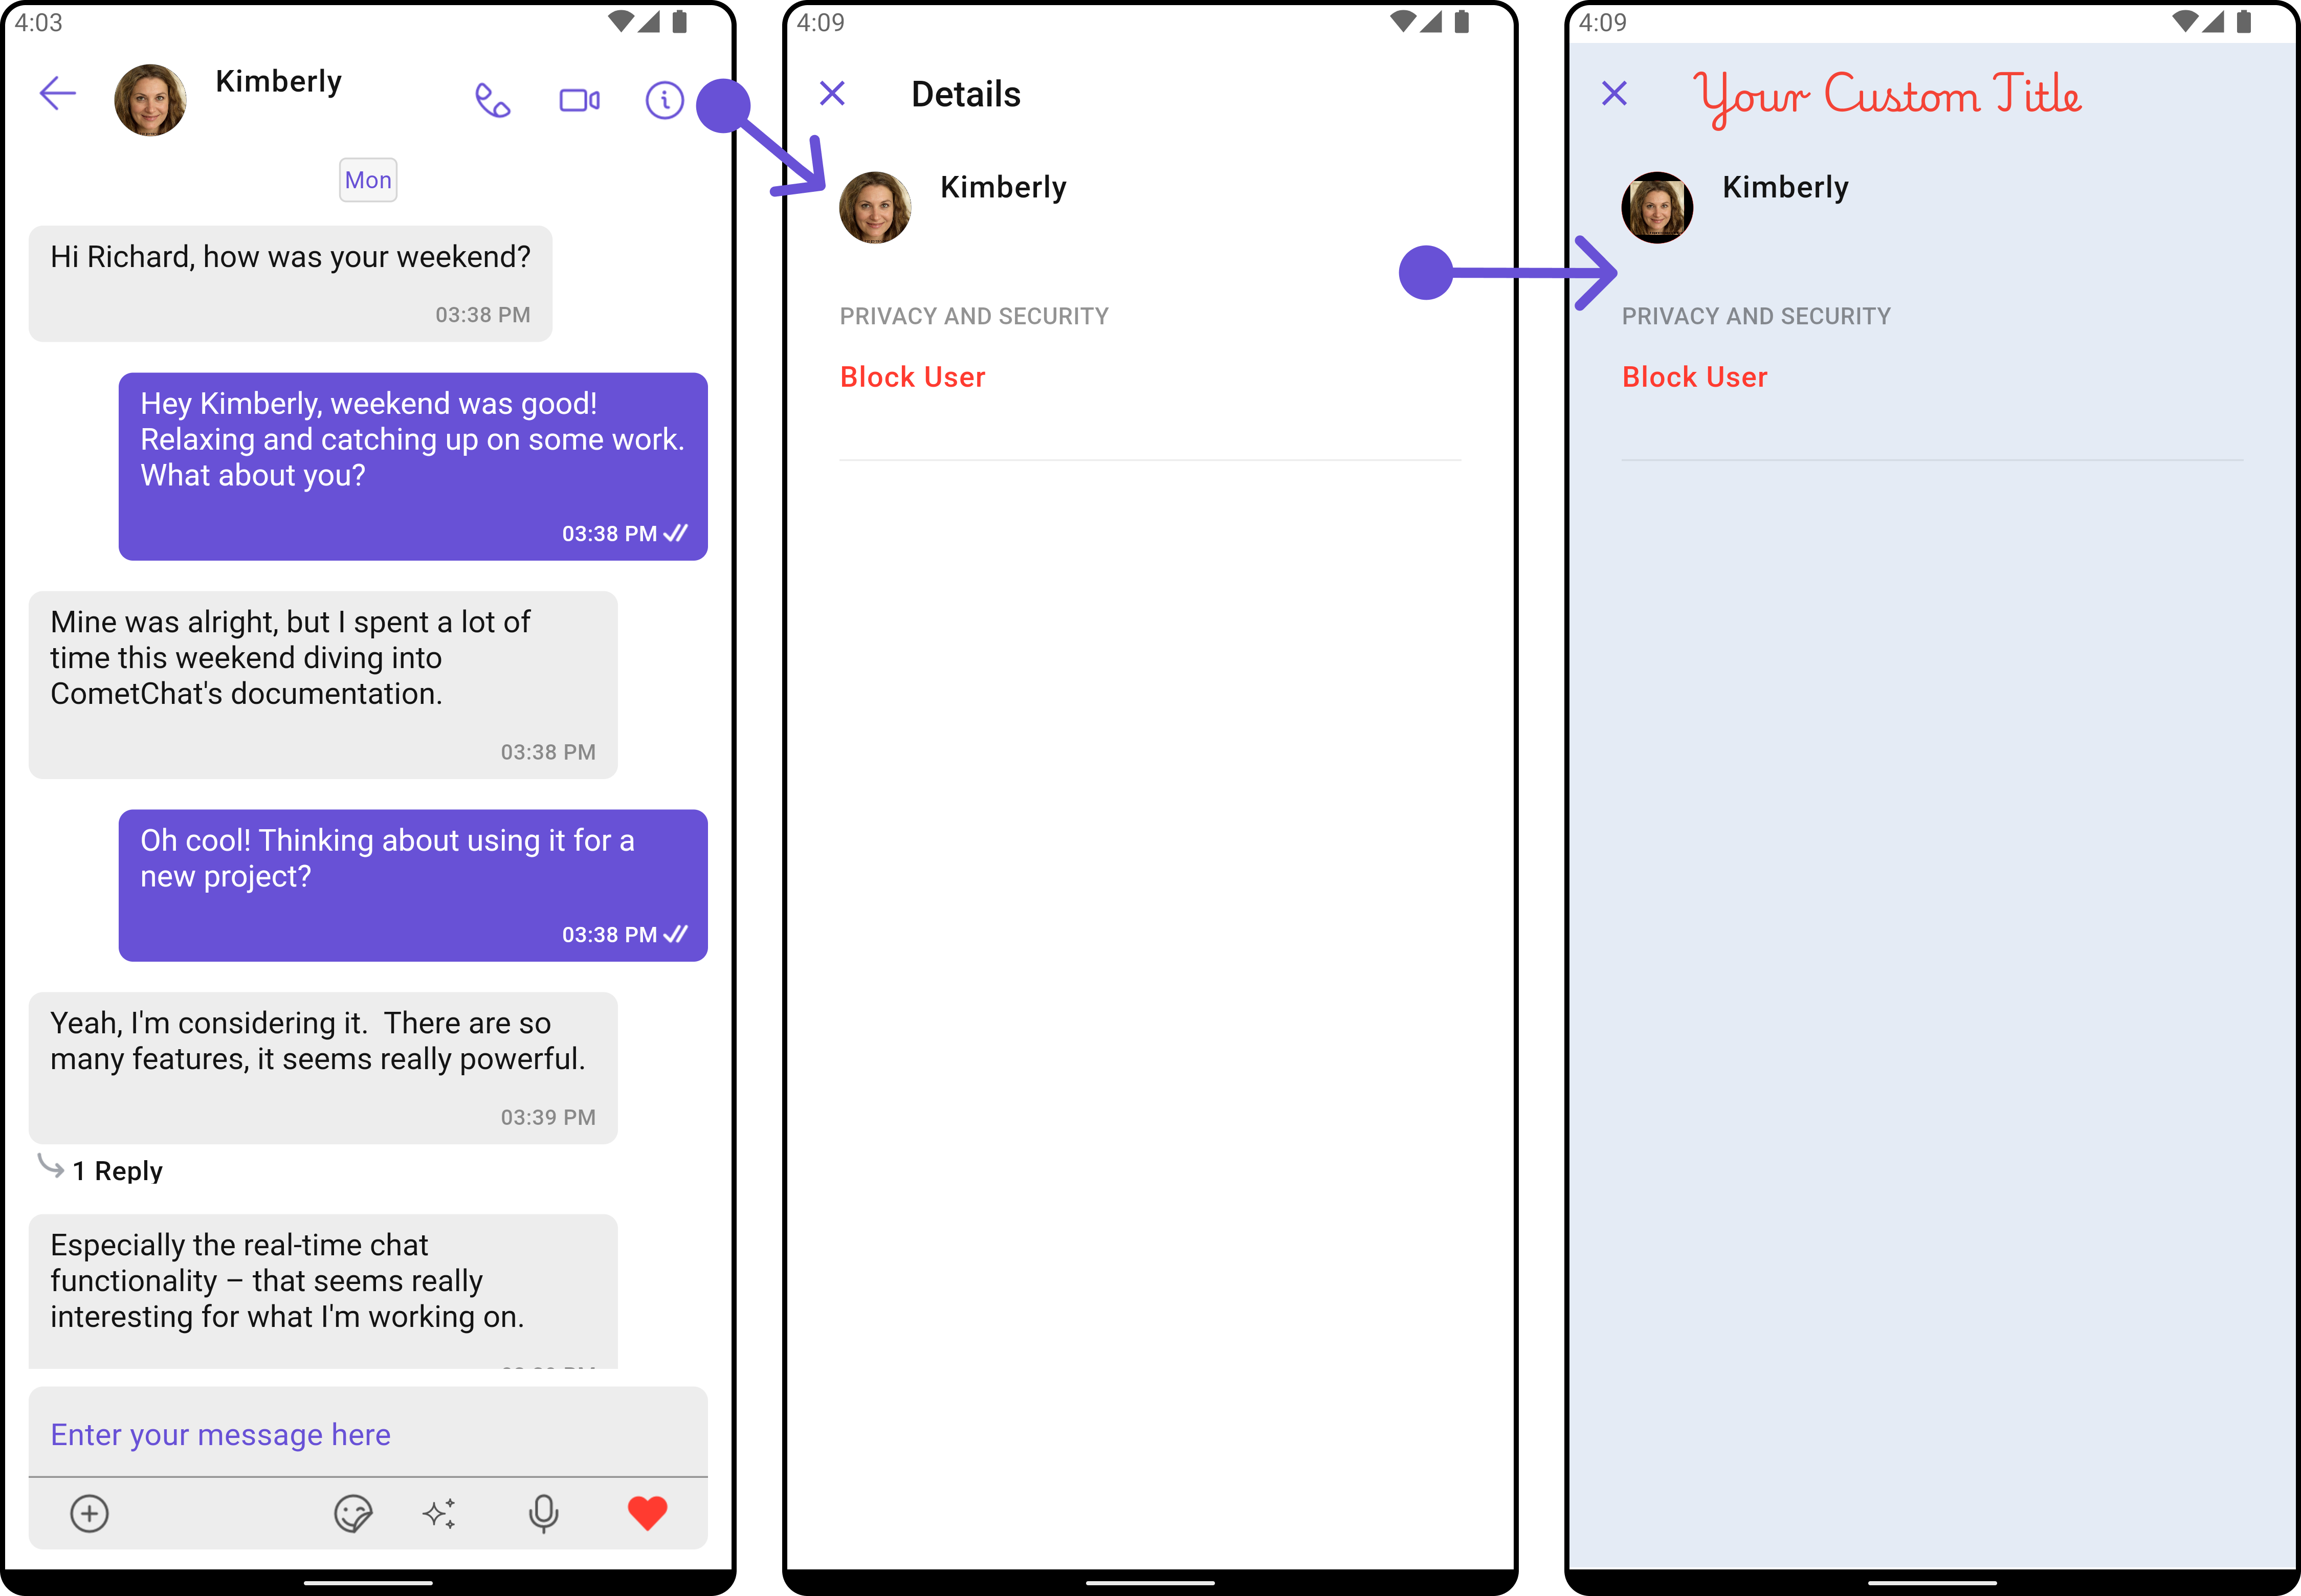 4:03
Kimberly
Mon
Hi Richard, how was your weekend?
03:38 PM
Hey Kimberly, weekend was good!
Relaxing and catching up on some work.
What about you?
03:38 PM
Mine was alright, but I spent a lot of
time this weekend diving into
CometChat's documentation.
03:38 PM
Oh cool! Thinking about using it for a
new project?
03:38 PM
Yeah, I'm considering it.  There are so
many features, it seems really powerful.
03:39 PM
1 Reply
Especially the real-time chat
functionality – that seems really
interesting for what I'm working on.
Enter your message here
4:09
Details
Kimberly
PRIVACY AND SECURITY
Block User
4:09
Your Custom Title
Kimberly
PRIVACY AND SECURITY
Block User